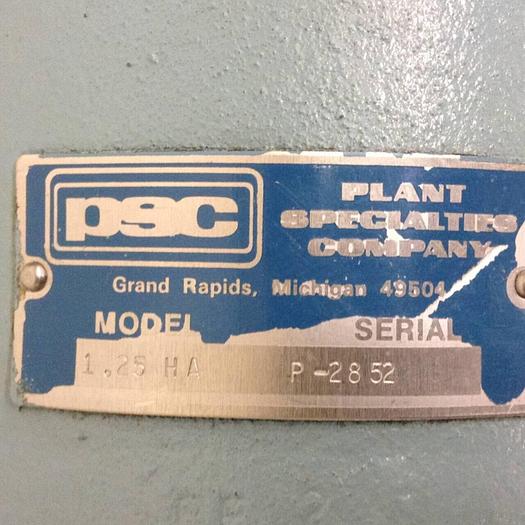 psc
PLANT
SPECIALTIES
COMPANY
Grand Rapids, Michigan 49504
MODEL SERIAL
1.25 HA P-2852